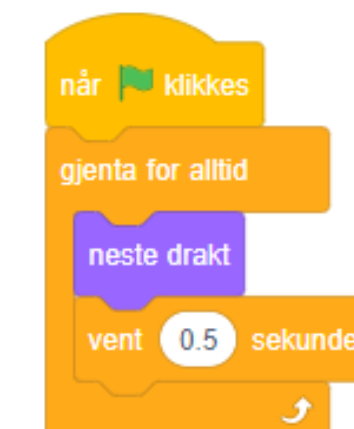 når klikkes
gjenta for alltid
neste drakt
vent 0.5 sekunde